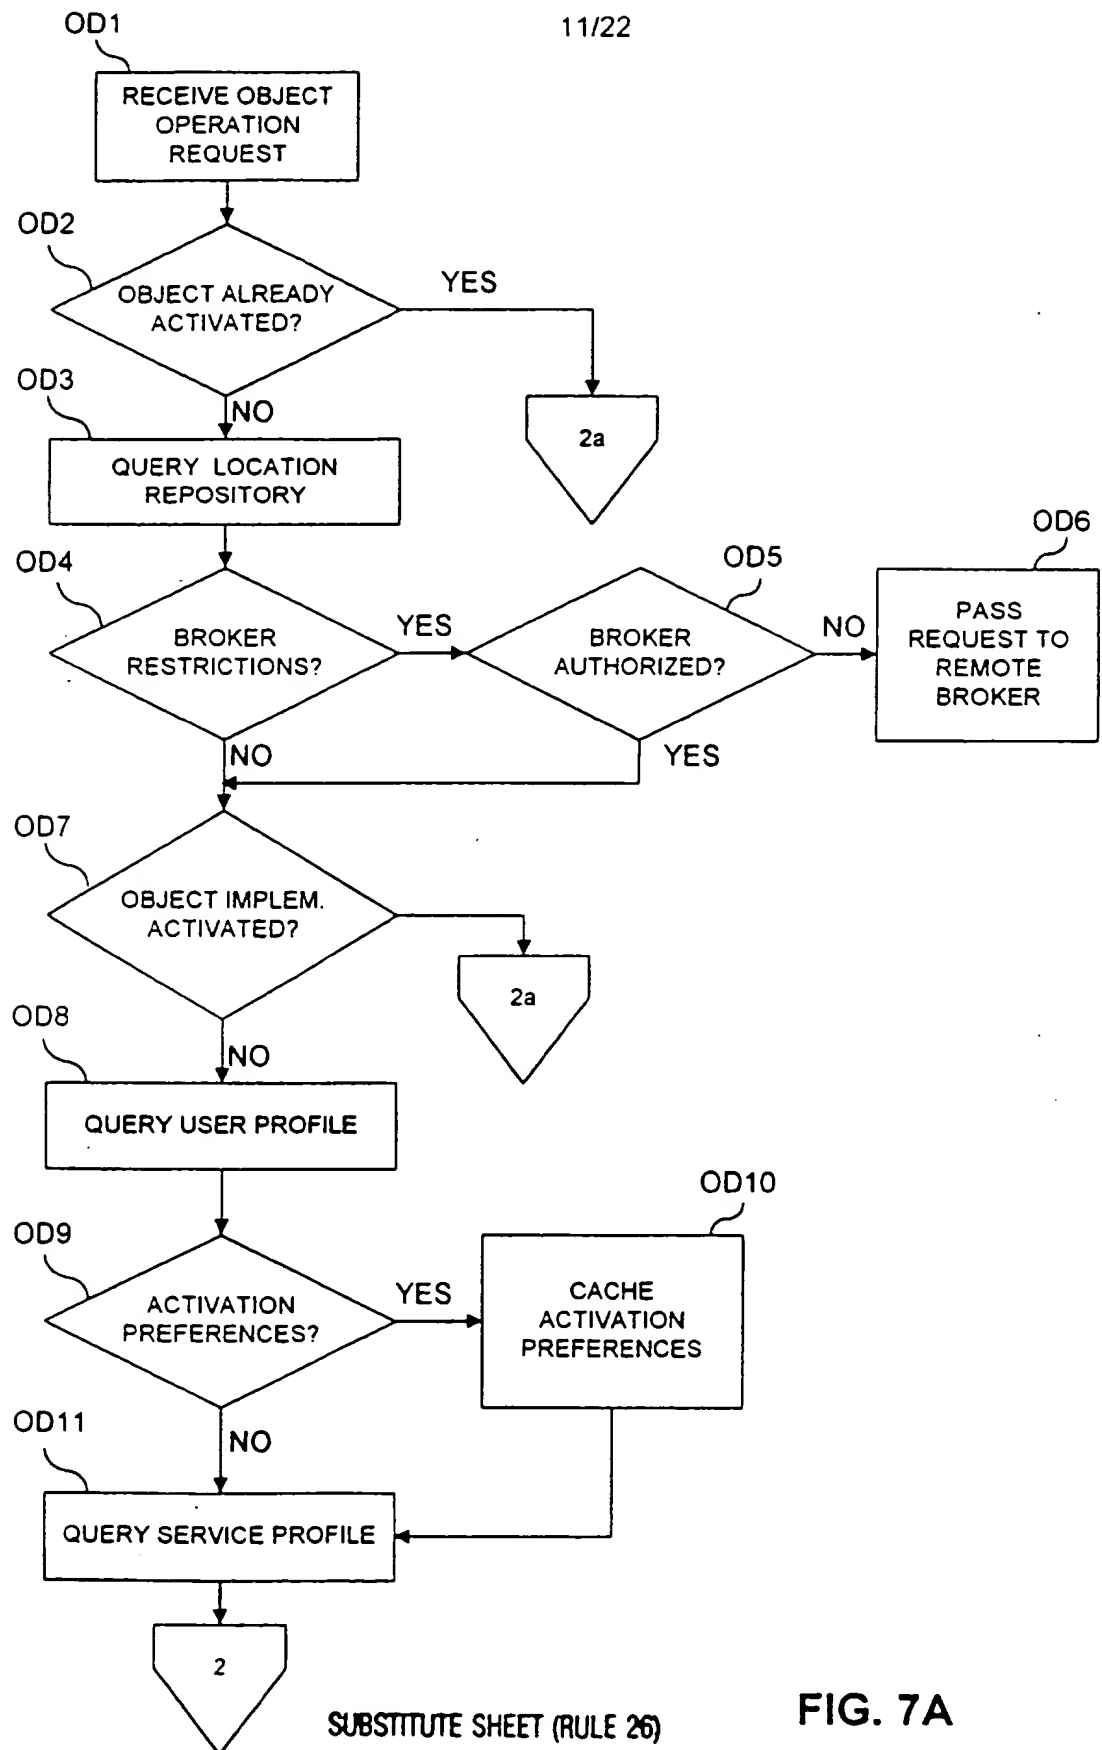 OD1
11/22
RECEIVE OBJECT
OPERATION
REQUEST
OD2
OBJECT ALREADY
ACTIVATED?
YES
2a
NO
OD3
QUERY LOCATION
REPOSITORY
OD4
BROKER
RESTRICTIONS?
YES
OD5
BROKER
AUTHORIZED?
NO
OD6
PASS
REQUEST TO
REMOTE
BROKER
NO
YES
OD7
OBJECT IMPLEM.
ACTIVATED?
2a
NO
OD8
QUERY USER PROFILE
OD9
ACTIVATION
PREFERENCES?
YES
OD10
CACHE
ACTIVATION
PREFERENCES
NO
OD11
QUERY SERVICE PROFILE
2
SUBSTITUTE SHEET (RULE 26)
FIG. 7A